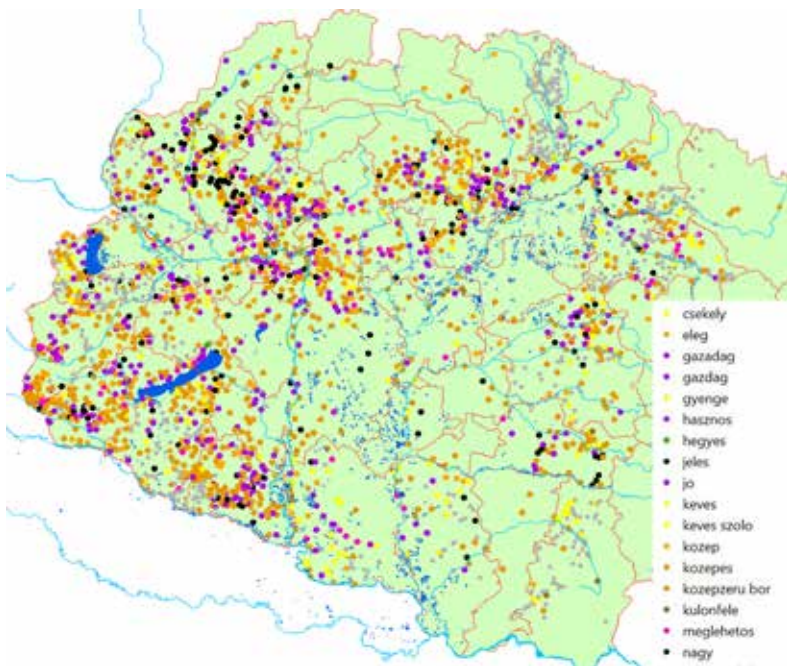 csekely
eleg
gazadag
gazdag
gyenge
hasznos
hegyes
jeles
jo
keves
keves szolo
kozep
kozepes
kozepzeru bor
kulonfele
meglehetos
nagy